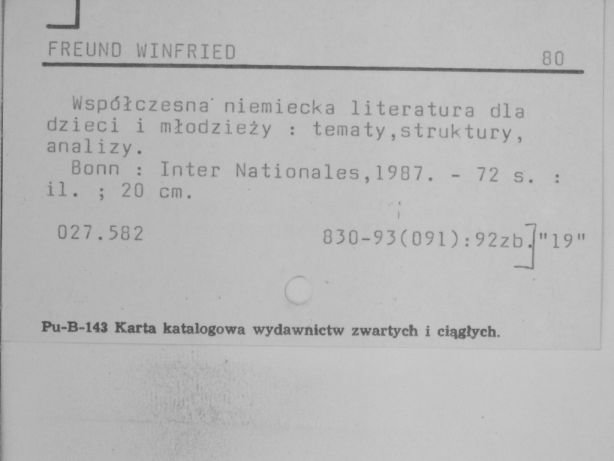 FREUND WINFRIED 80
Współczesna niemiecka literatura dla
dzieci i młodzieży : tematy,struktury,
analizy.
Bonn : Inter Nationales,1987. - 72 s. :
il. ; 20 cm.
027.582 830-93(091):92zb."19"
Pu-B-143 Karta katalogowa wydawnictw zwartych i ciągłych.